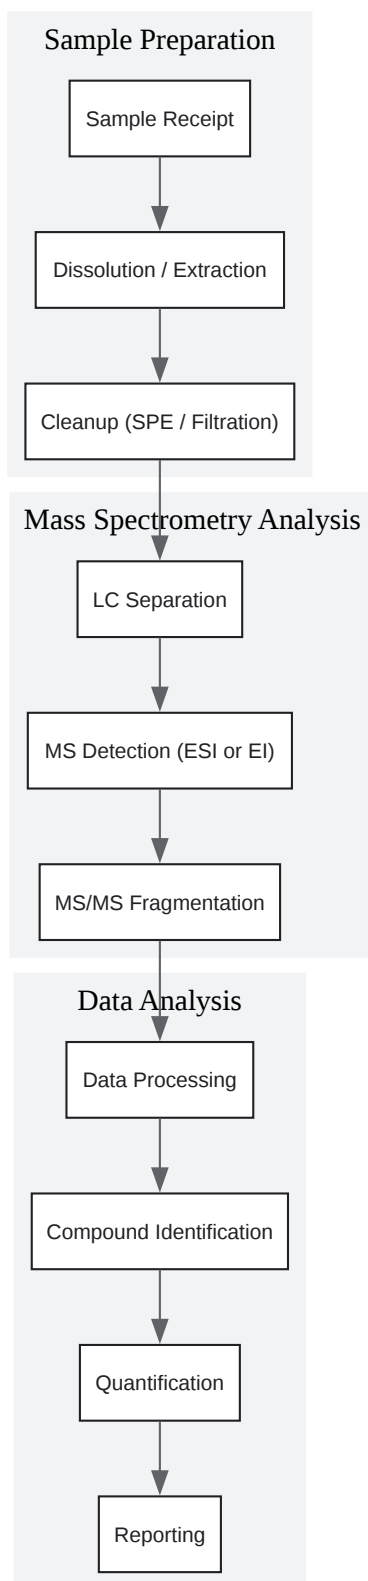 Sample Preparation
Sample Receipt
Dissolution / Extraction
Cleanup (SPE / Filtration)
Mass Spectrometry Analysis
LC Separation
MS Detection (ESI or EI)
MS/MS Fragmentation
Data Analysis
Data Processing
Compound Identification
Quantification
Reporting